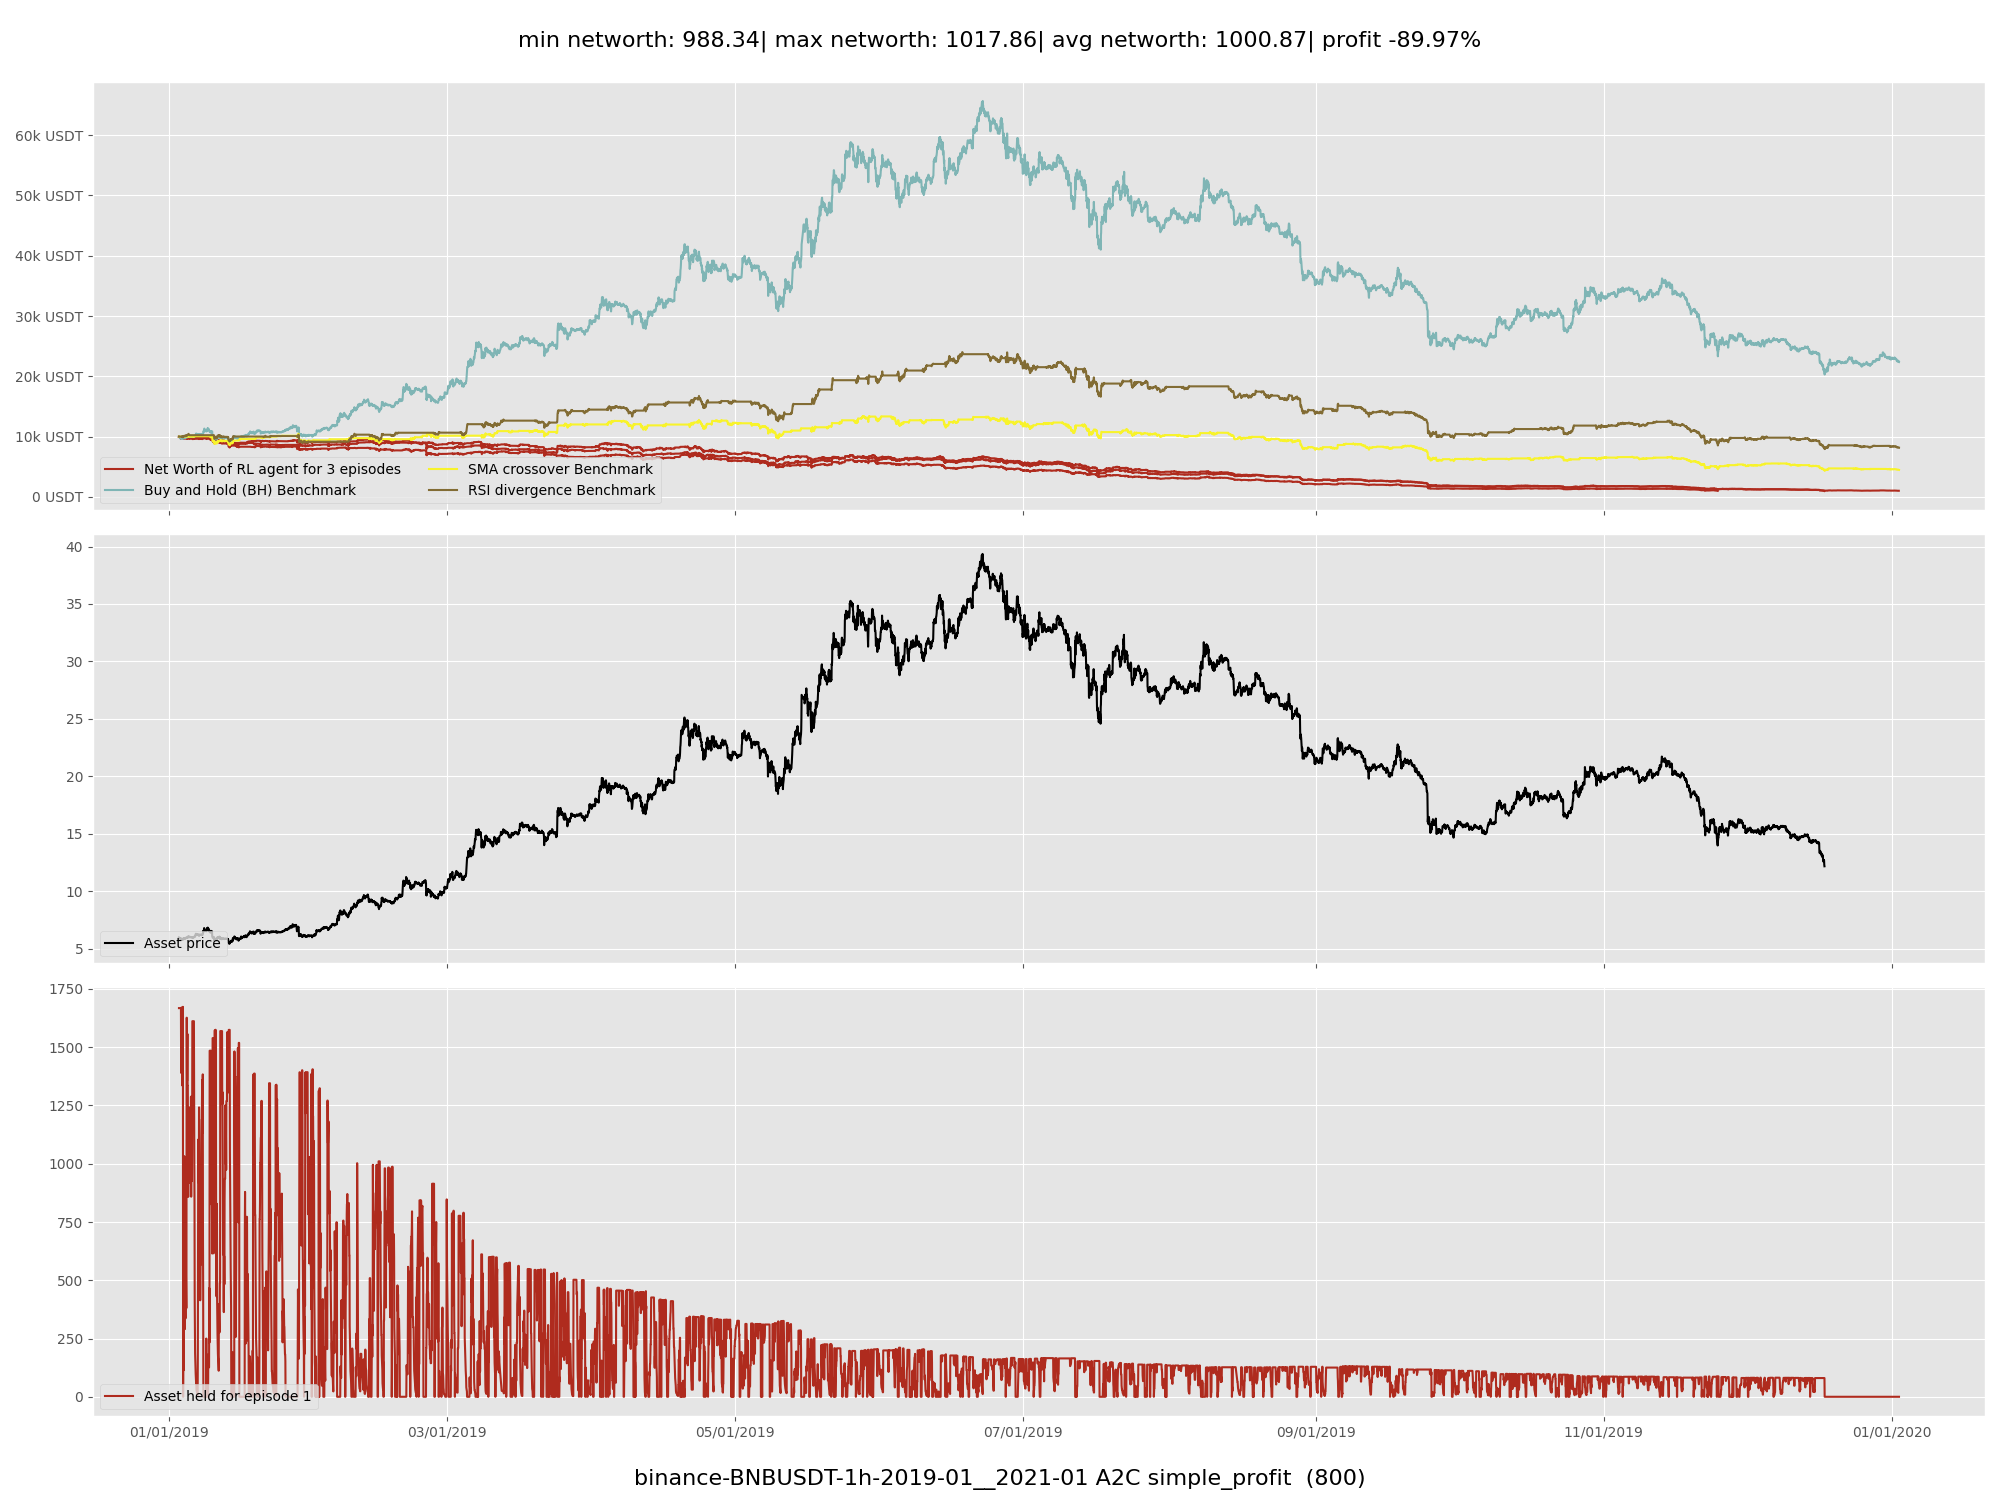 min networth: 988.34| max networth: 1017.86| avg networth: 1000.87| profit -89.97%
60k USDT
50k USDT
40k USDT
30k USDT
20k USDT
10k USDT
0 USDT
Net Worth of RL agent for 3 episodes
Buy and Hold (BH) Benchmark
SMA crossover Benchmark
RSI divergence Benchmark
40
35
30
25
20
15
10
5
Asset price
1750
1500
1250
1000
750
500
250
0
Asset held for episode 1
01/01/2019
03/01/2019
05/01/2019
07/01/2019
09/01/2019
11/01/2019
01/01/2020
binance-BNBUSDT-1h-2019-01__2021-01 A2C simple_profit (800)